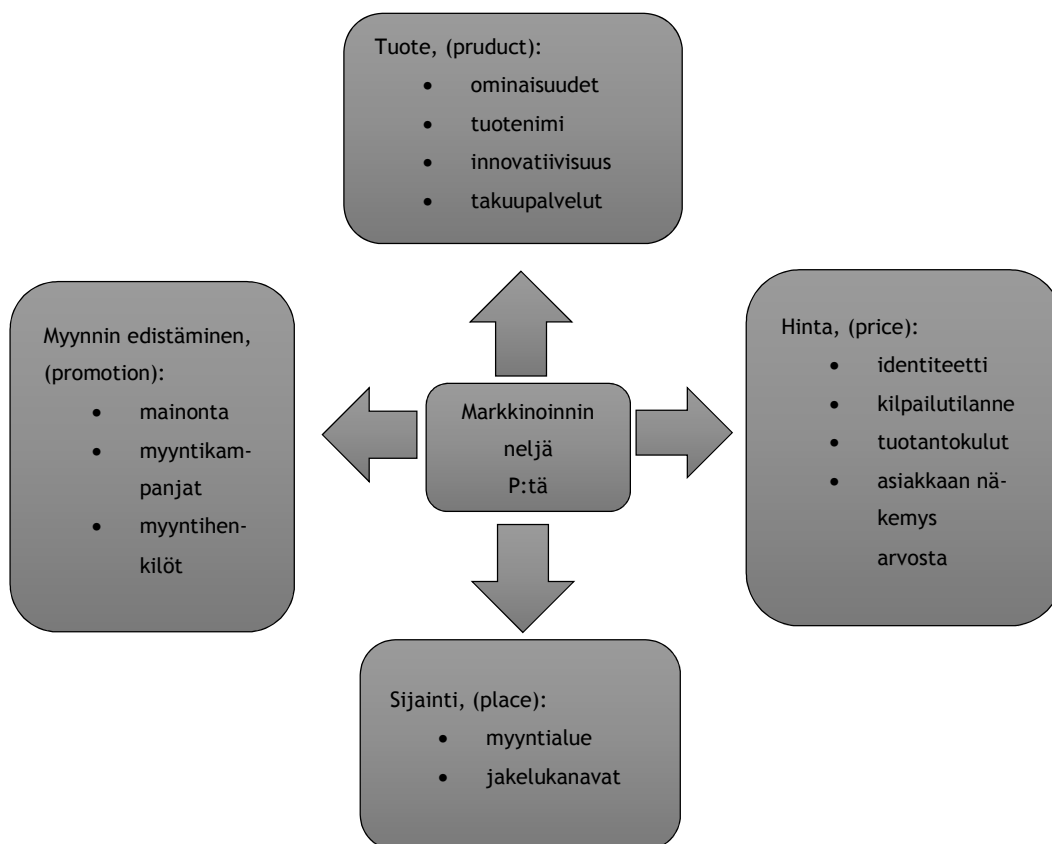 Tuote, (pruduct):
• ominaisuudet
• tuotenimi
• innovatiivisuus
• takuupalvelut
Myynnin edistäminen,
(promotion):
• mainonta
• myyntikam-
panjat
• myyntihen-
kilöt
Markkinoinnin
neljä
P:tä
Hinta, (price):
• identiteetti
• kilpailutilanne
• tuotantokulut
• asiakkaan nä-
kemys
arvosta
Sijainti, (place):
• myyntialue
• jakelukanavat